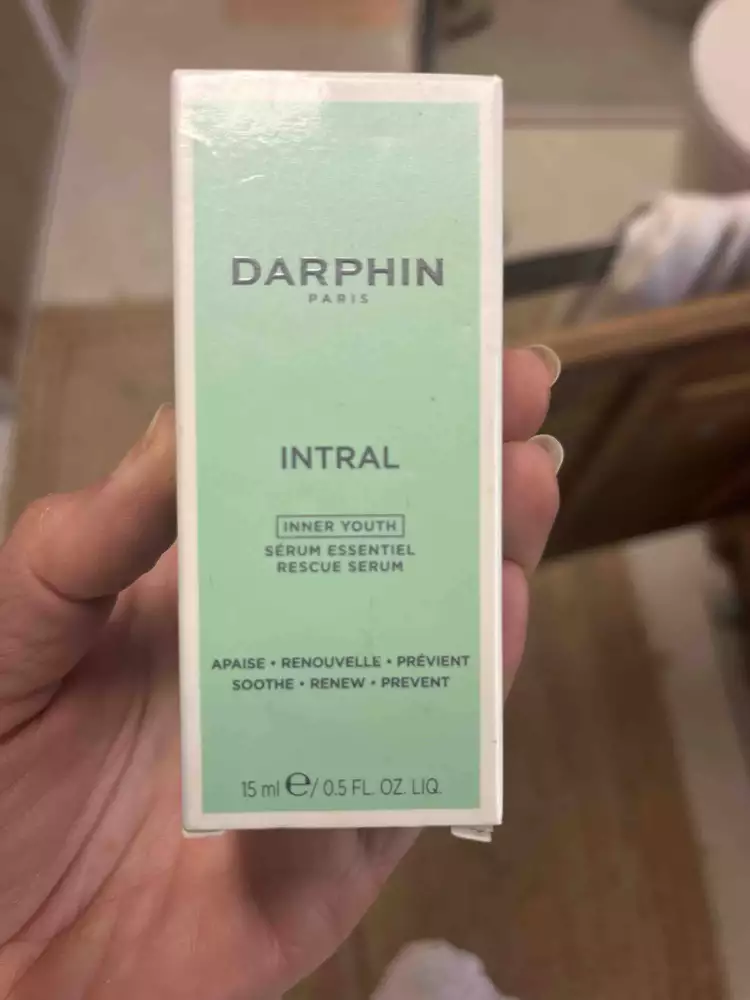 DARPHIN
PARIS
INTRAL
INNER YOUTH
SÉRUM ESSENTIEL
RESCUE SERUM
APAISE • RENOUVELLE • PRÉVIENT
SOOTHE • RENEW • PREVENT
15 ml ℮/ 0.5 FL. OZ. LIQ.